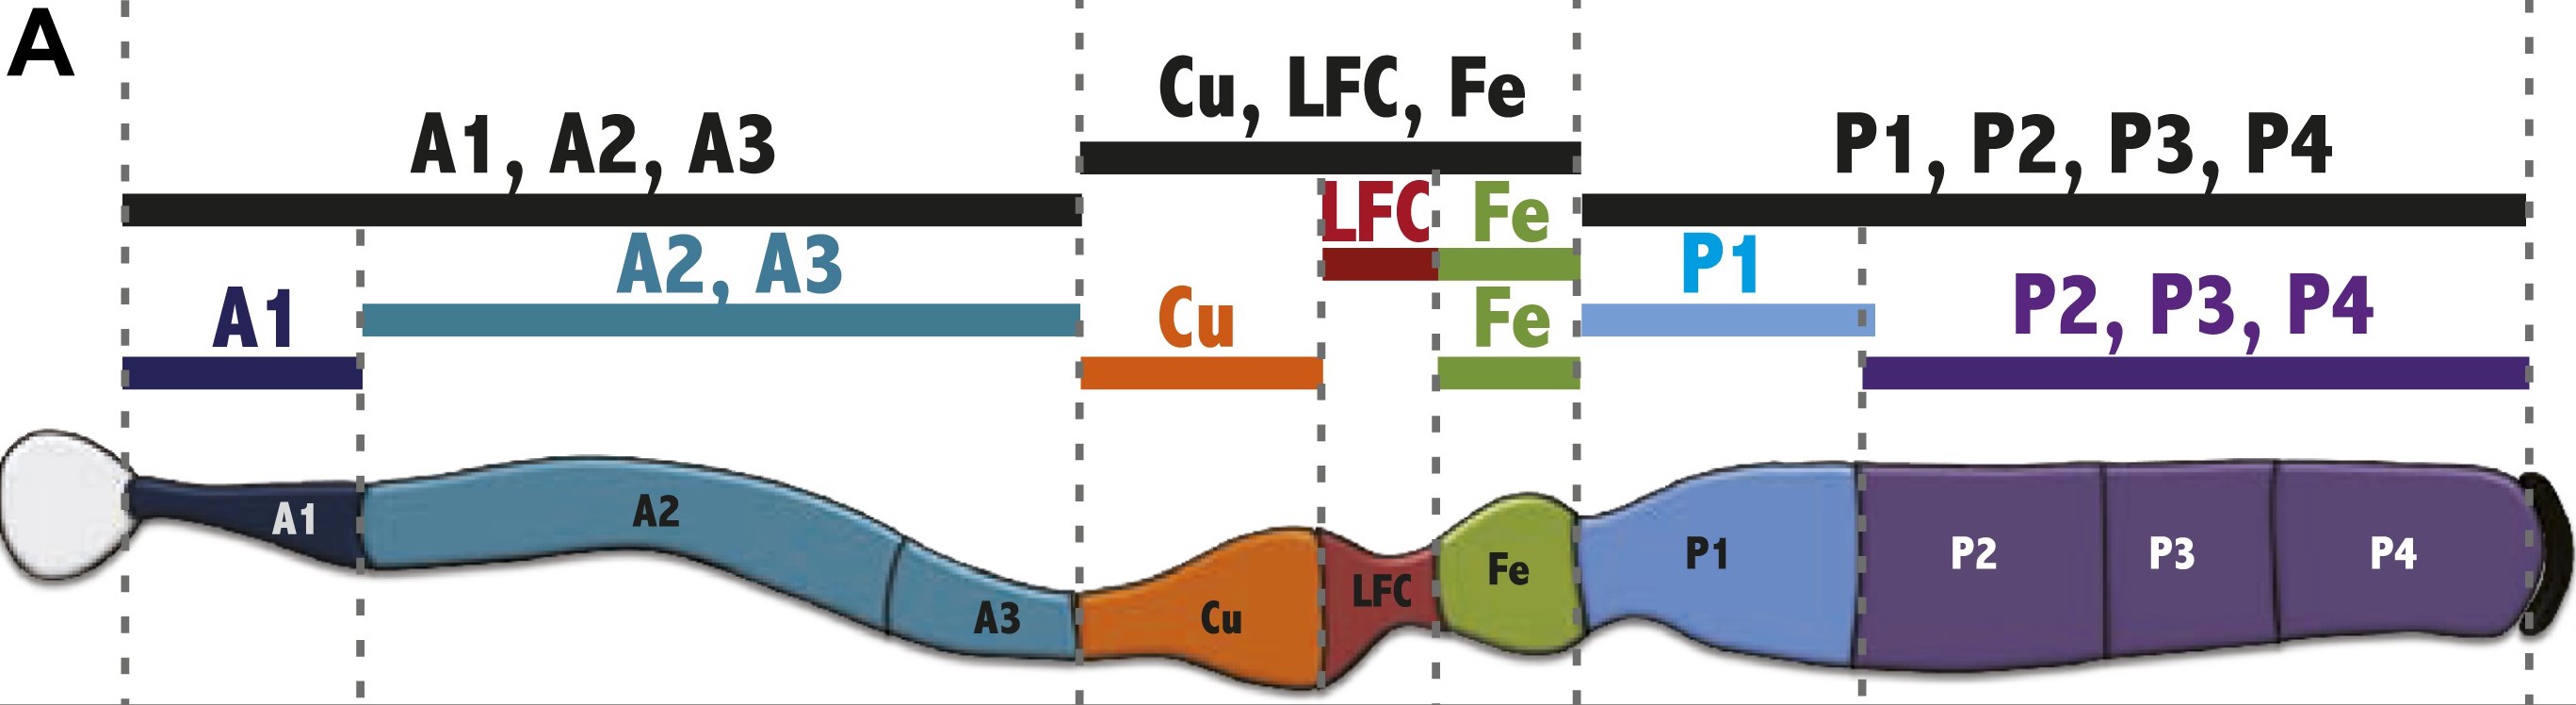 A
Cu, LFC, Fe
A1, A2, A3
P1, P2, P3, P4
LFC
Fe
A2, A3
P1
A1
Cu
Fe
P2, P3, P4
A1
A2
A3
Cu
LFC
Fe
P1
P2
P3
P4